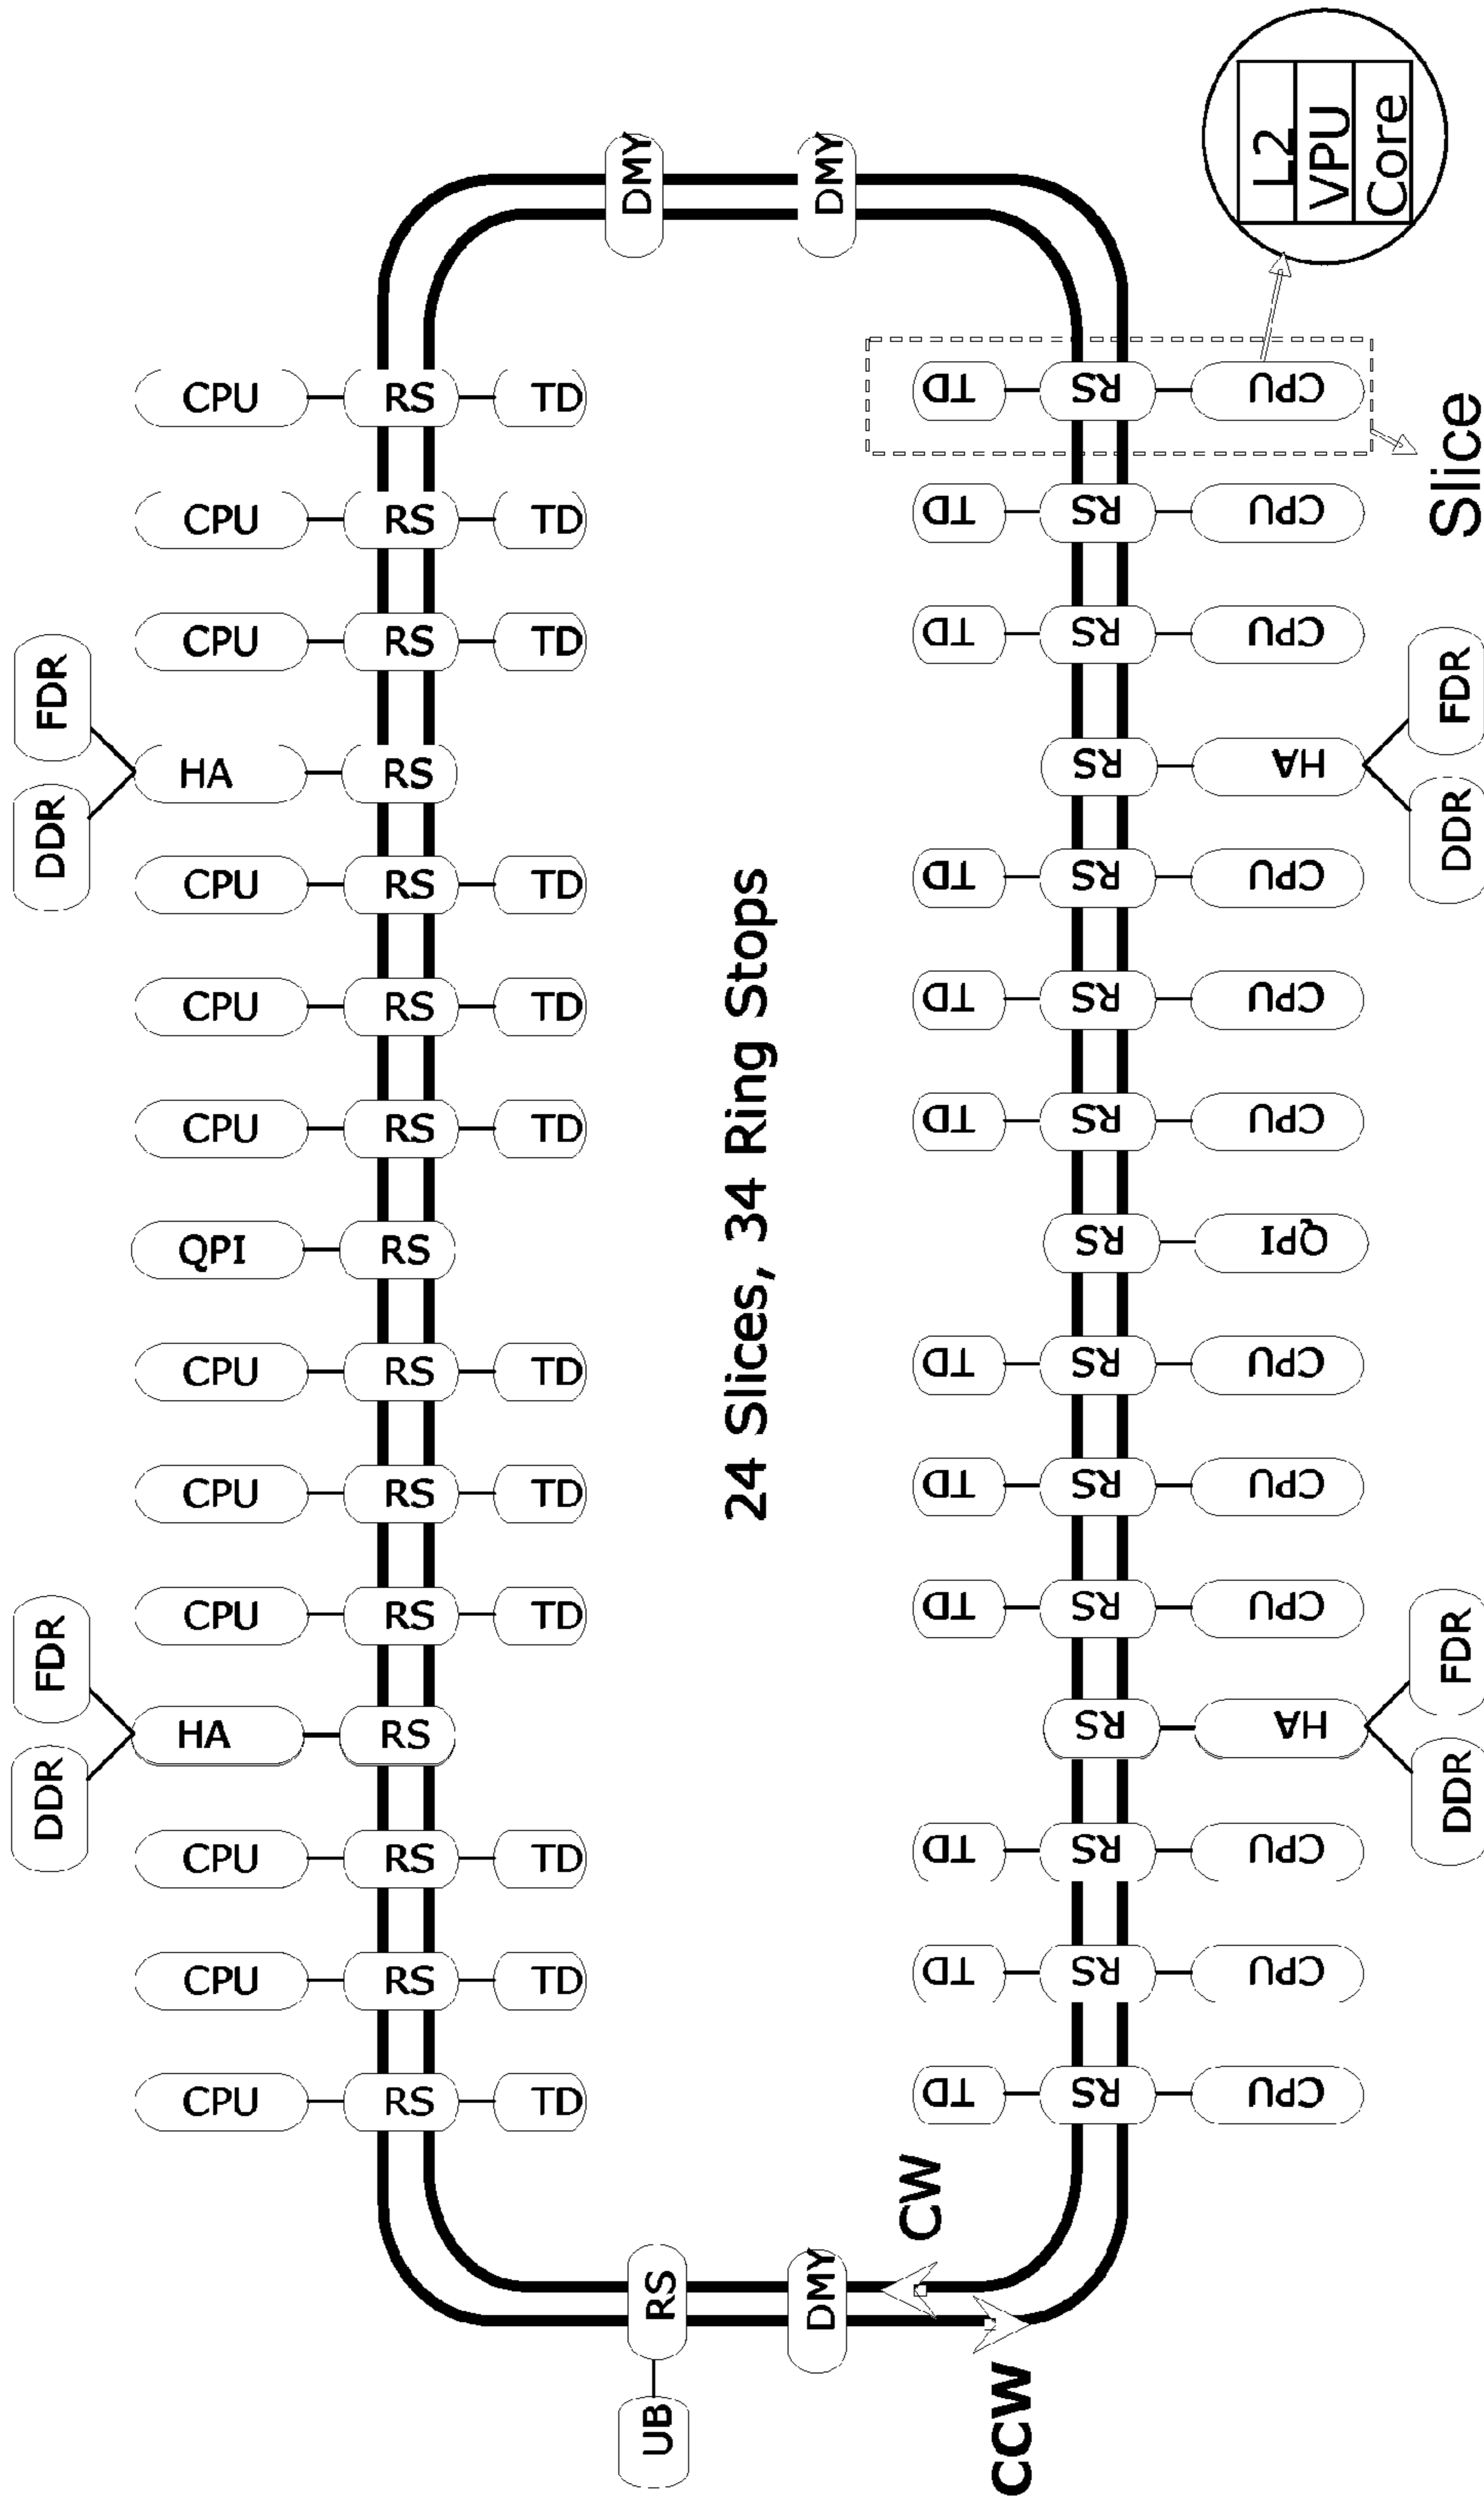 DMY
DMY
L2
VPU
Core
CPU RS TD
TD RS CPU
CPU RS TD
TD RS CPU
Slice
CPU RS TD
TD RS CPU
FDR
HA RS
DDR
FDR
RS HA
DDR
CPU RS TD
TD RS CPU
CPU RS TD
TD RS CPU
CPU RS TD
TD RS CPU
24 Slices, 34 Ring Stops
QPI RS
RS QPI
CPU RS TD
TD RS CPU
CPU RS TD
TD RS CPU
CPU RS TD
TD RS CPU
FDR
HA RS
DDR
FDR
RS HA
DDR
CPU RS TD
TD RS CPU
CPU RS TD
TD RS CPU
CPU RS TD
TD RS CPU
CW
RS
DMY
UB
CCW